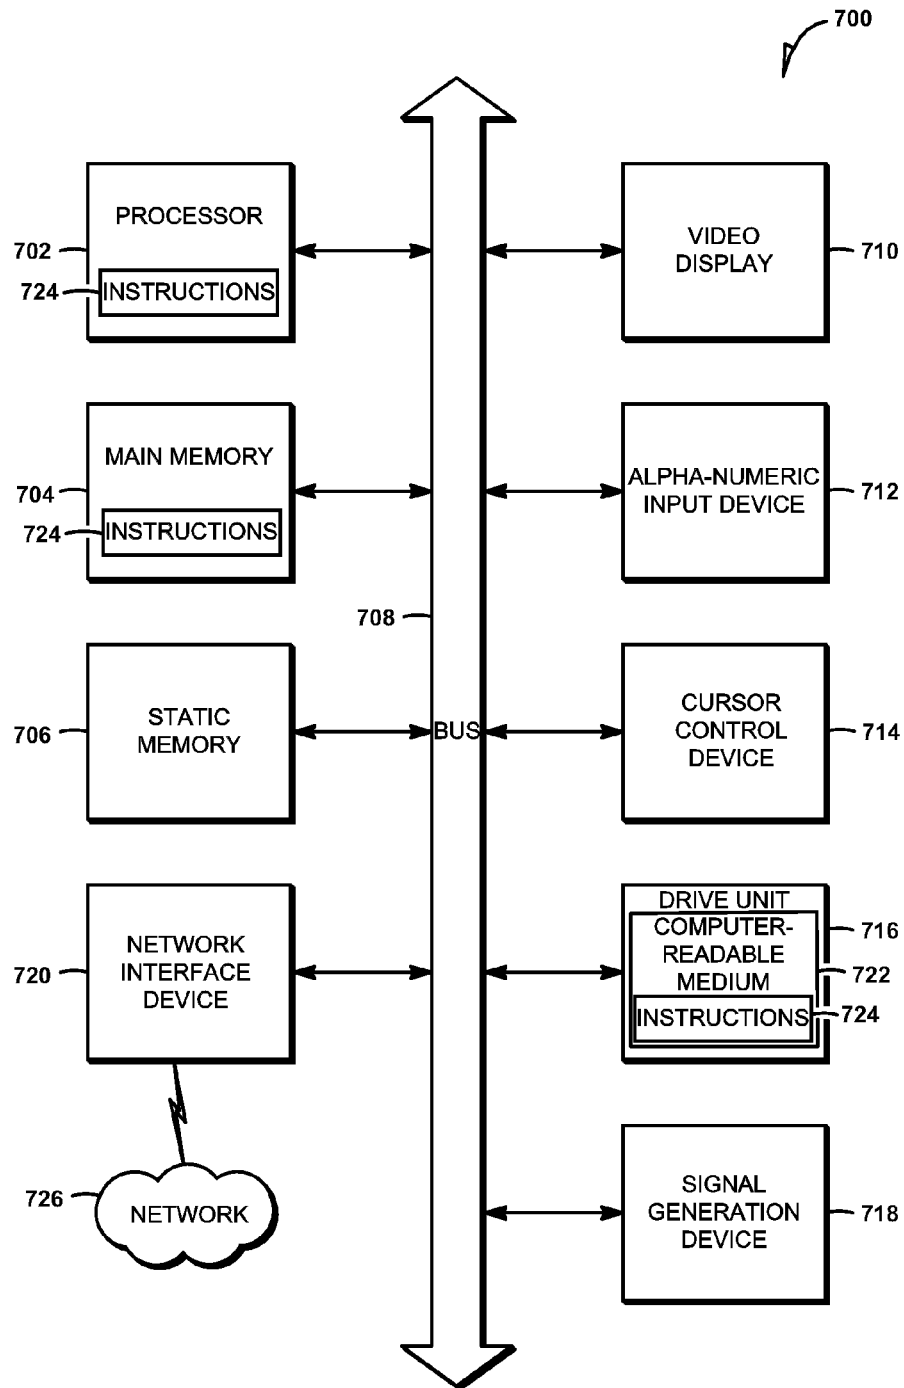 700
PROCESSOR
702
724
INSTRUCTIONS
VIDEO
DISPLAY
710
MAIN MEMORY
704
724
INSTRUCTIONS
ALPHA-NUMERIC
INPUT DEVICE
712
708
STATIC
MEMORY
706
BUS
CURSOR
CONTROL
DEVICE
714
NETWORK
INTERFACE
DEVICE
720
DRIVE UNIT
716
COMPUTER-
READABLE
MEDIUM
722
INSTRUCTIONS
724
726
NETWORK
SIGNAL
GENERATION
DEVICE
718